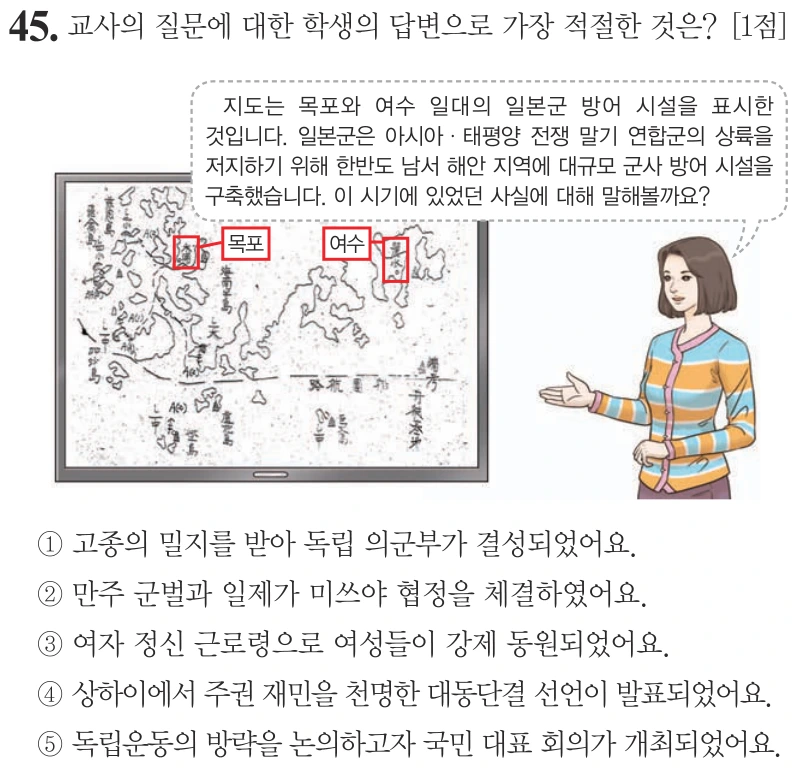 45. 교사의 질문에 대한 학생의 답변으로 가장 적절한 것은? [1점]
지도는 목포와 여수 일대의 일본군 방어 시설을 표시한
것입니다. 일본군은 아시아·태평양 전쟁 말기 연합군의 상륙을
저지하기 위해 한반도 남서 해안 지역에 대규모 군사 방어 시설을
구축했습니다. 이 시기에 있었던 사실에 대해 말해볼까요?
목포
여수
① 고종의 밀지를 받아 독립 의군부가 결성되었어요.
② 만주 군벌과 일제가 미쓰야 협정을 체결하였어요.
③ 여자 정신 근로령으로 여성들이 강제 동원되었어요.
④ 상하이에서 주권 재민을 천명한 대동단결 선언이 발표되었어요.
⑤ 독립운동의 방략을 논의하고자 국민 대표 회의가 개최되었어요.